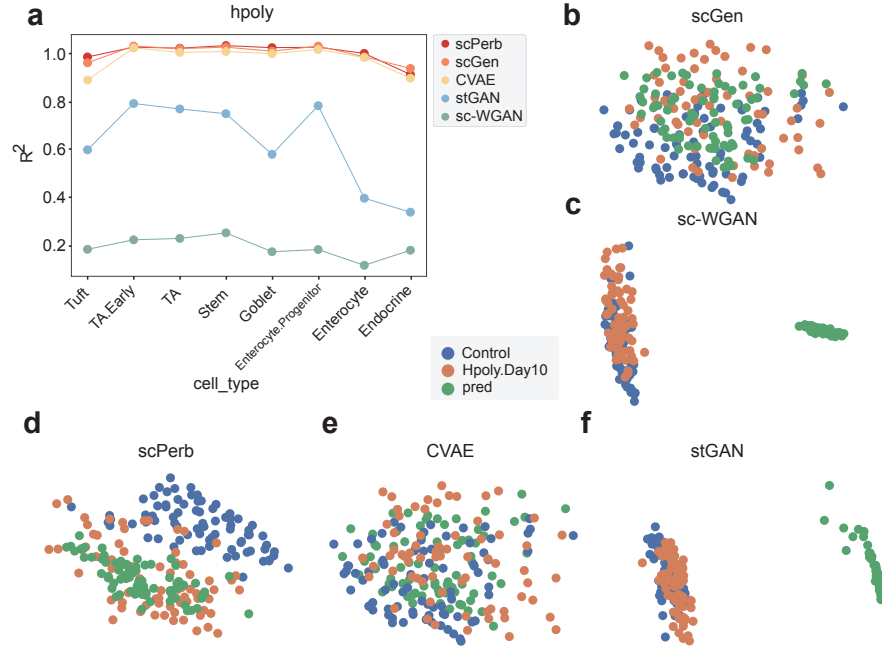 a
hpoly
R2
1.0
0.8
0.6
0.4
0.2
Tuft
TA.Early
TA
Stem
Goblet
Enterocyte.Progenitor
Enterocyte
Endocrine
cell_type
scPerb
scGen
CVAE
stGAN
sc-WGAN
b
scGen
c
sc-WGAN
Control
Hpoly.Day10
pred
d
scPerb
e
CVAE
f
stGAN